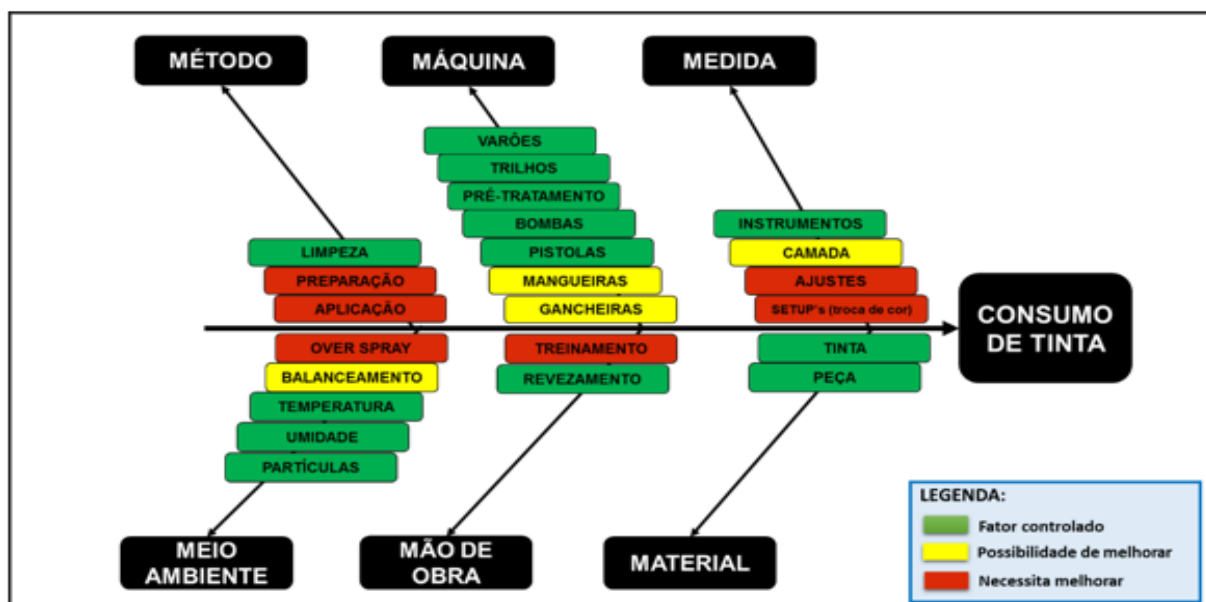 MÉTODO
MÁQUINA
MEDIDA
VARÕES
TRILHOS
PRÉ-TRATAMENTO
BOMBAS
PISTOLAS
MANGUEIRAS
GANCHEIRAS
LIMPEZA
PREPARAÇÃO
APLICAÇÃO
INSTRUMENTOS
CAMADA
AJUSTES
SETUP's (troca de cor)
CONSUMO
DE TINTA
OVER SPRAY
BALANCEAMENTO
TEMPERATURA
UMIDADE
PARTÍCULAS
TREINAMENTO
REVEZAMENTO
TINTA
PEÇA
MEIO
AMBIENTE
MÃO DE
OBRA
MATERIAL
LEGENDA:
Fator controlado
Possibilidade de melhorar
Necessita melhorar